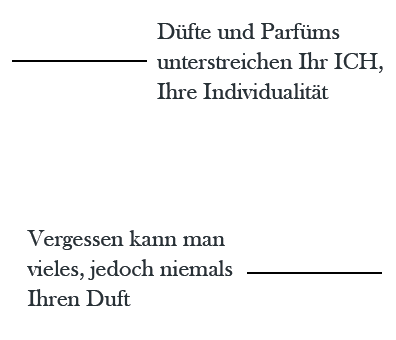 Düfte und Parfüms
unterstreichen Ihr ICH,
Ihre Individualität
Vergessen kann man
vieles, jedoch niemals
Ihren Duft